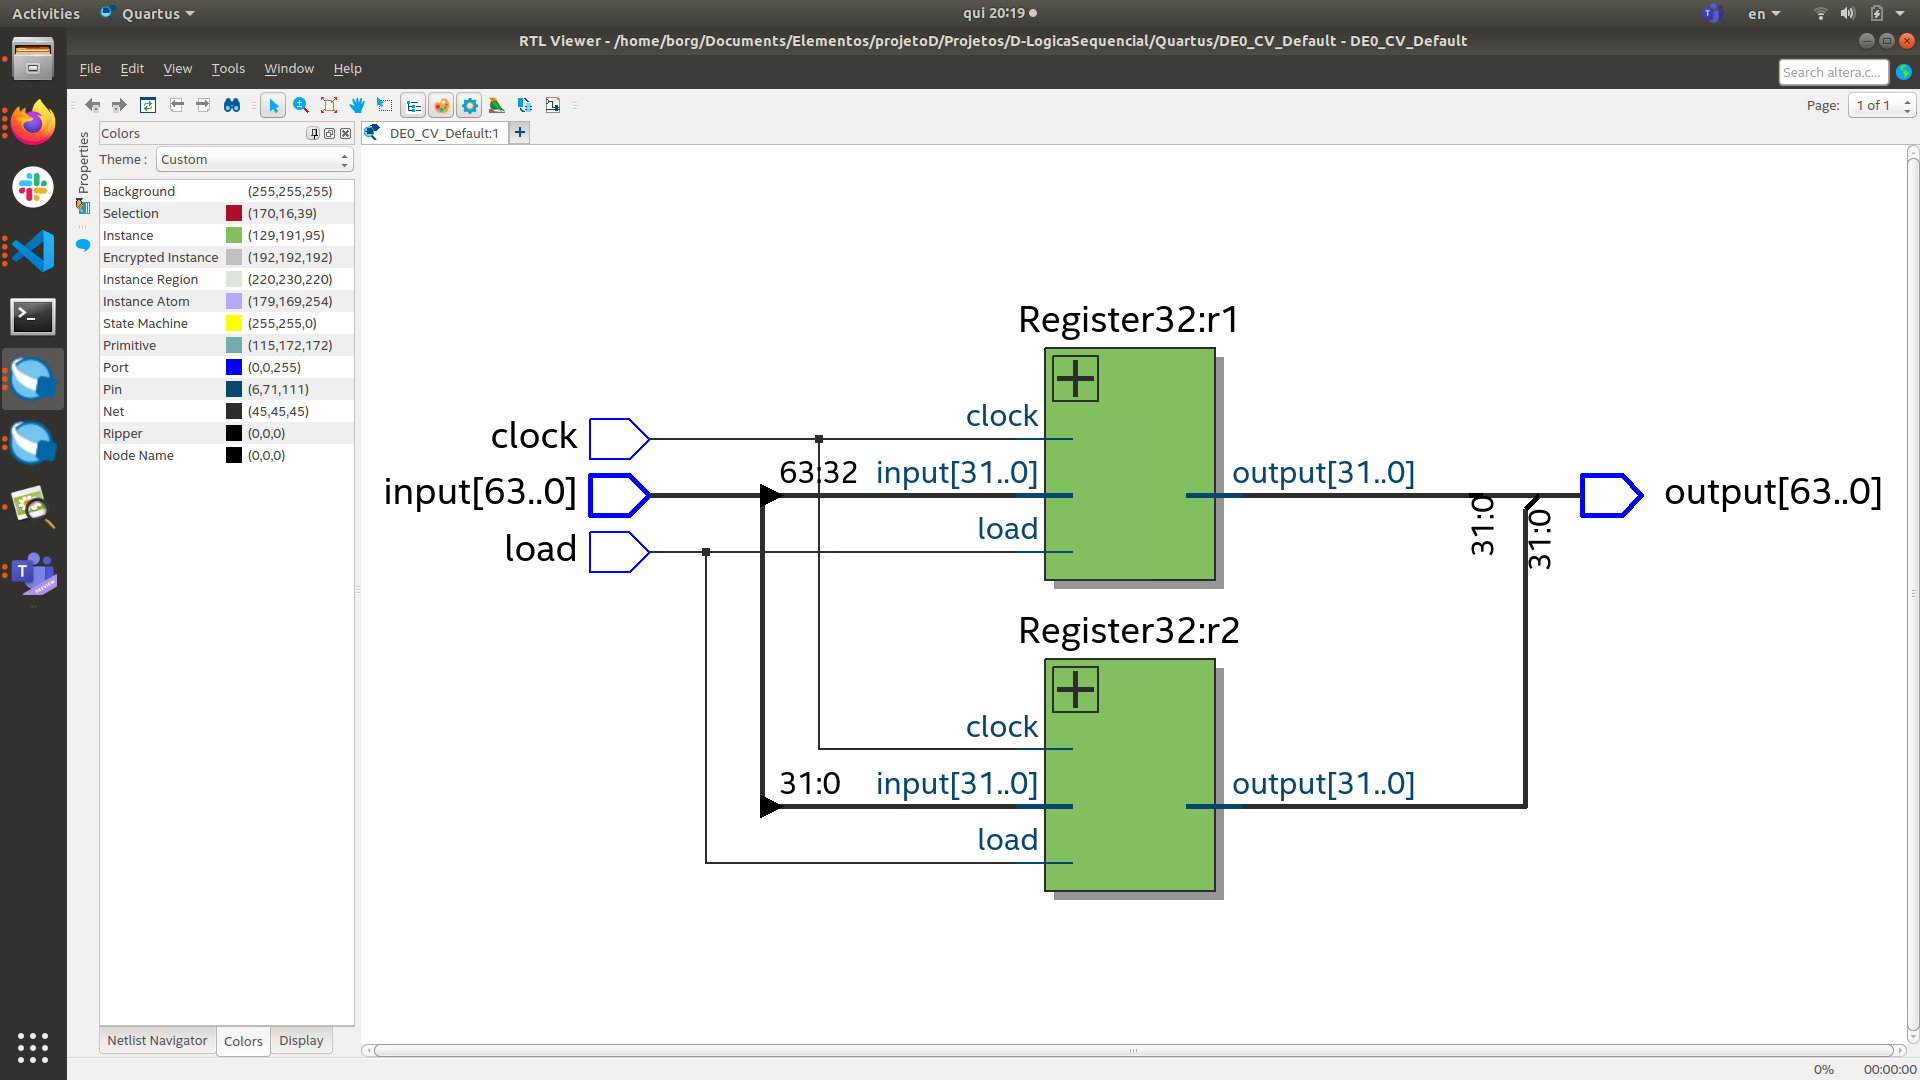 Activities
Quartus
qui 20:19
en
RTL Viewer - /home/borg/Documents/Elementos/projetoD/Projetos/D-LogicaSequencial/Quartus/DE0_CV_Default - DE0_CV_Default
File Edit View Tools Window Help
Search altera.c...
Page: 1 of 1
Properties
Colors
Theme : Custom
Background (255,255,255)
Selection (170,16,39)
Instance (129,191,95)
Encrypted Instance (192,192,192)
Instance Region (220,230,220)
Instance Atom (179,169,254)
State Machine (255,255,0)
Primitive (115,172,172)
Port (0,0,255)
Pin (6,71,111)
Net (45,45,45)
Ripper (0,0,0)
Node Name (0,0,0)
Netlist Navigator Colors Display
DE0_CV_Default:1
Register32:r1
clock
clock
63:32
input[31..0]
output[31..0]
input[63..0]
output[63..0]
load
load
31:0
31:0
Register32:r2
clock
31:0
input[31..0]
output[31..0]
load
0% 00:00:00